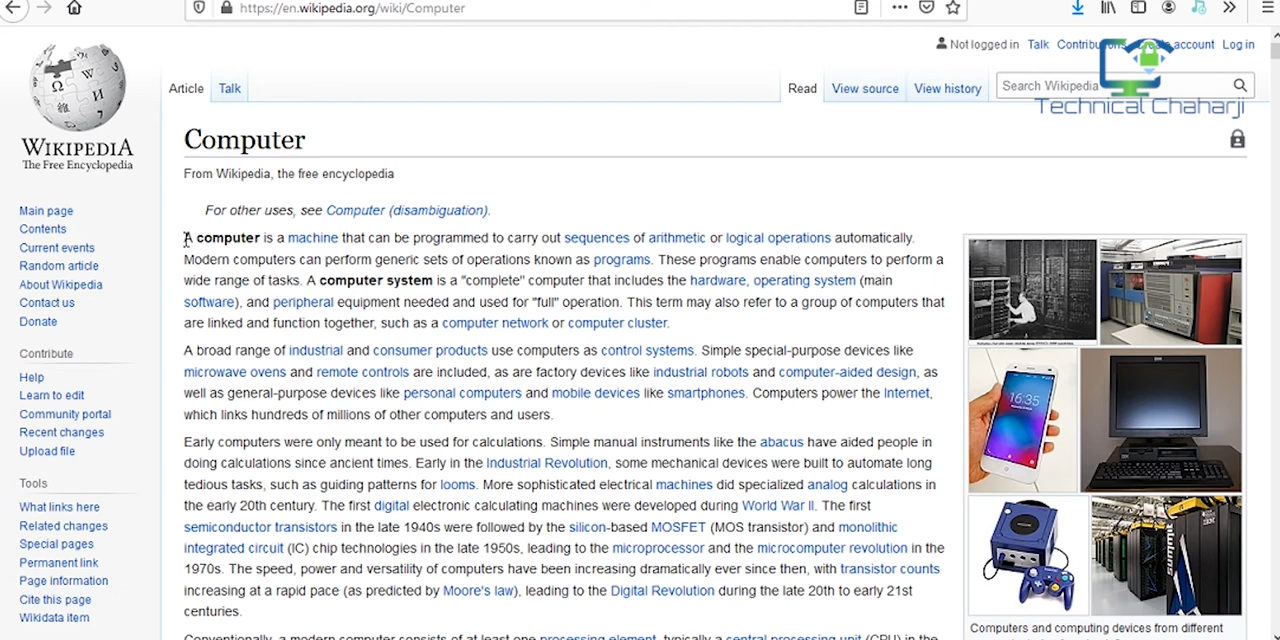 https://en.wikipedia.org/wiki/Computer
Not logged in Talk Contributions Create account Log in
Article Talk Read View source View history Search Wikipedia
Technical Chaharji
WIKIPEDIA
The Free Encyclopedia
Computer
From Wikipedia, the free encyclopedia
For other uses, see Computer (disambiguation).
A computer is a machine that can be programmed to carry out sequences of arithmetic or logical operations automatically.
Modern computers can perform generic sets of operations known as programs. These programs enable computers to perform a
wide range of tasks. A computer system is a "complete" computer that includes the hardware, operating system (main
software), and peripheral equipment needed and used for "full" operation. This term may also refer to a group of computers that
are linked and function together, such as a computer network or computer cluster.
A broad range of industrial and consumer products use computers as control systems. Simple special-purpose devices like
microwave ovens and remote controls are included, as are factory devices like industrial robots and computer-aided design, as
well as general-purpose devices like personal computers and mobile devices like smartphones. Computers power the Internet,
which links hundreds of millions of other computers and users.
Early computers were only meant to be used for calculations. Simple manual instruments like the abacus have aided people in
doing calculations since ancient times. Early in the Industrial Revolution, some mechanical devices were built to automate long
tedious tasks, such as guiding patterns for looms. More sophisticated electrical machines did specialized analog calculations in
the early 20th century. The first digital electronic calculating machines were developed during World War II. The first
semiconductor transistors in the late 1940s were followed by the silicon-based MOSFET (MOS transistor) and monolithic
integrated circuit (IC) chip technologies in the late 1950s, leading to the microprocessor and the microcomputer revolution in the
1970s. The speed, power and versatility of computers have been increasing dramatically ever since then, with transistor counts
increasing at a rapid pace (as predicted by Moore's law), leading to the Digital Revolution during the late 20th to early 21st
centuries.
Conventionally, a modern computer consists of at least one processing element, typically a central processing unit (CPU) in the
Main page
Contents
Current events
Random article
About Wikipedia
Contact us
Donate
Contribute
Help
Learn to edit
Community portal
Recent changes
Upload file
Tools
What links here
Related changes
Special pages
Permanent link
Page information
Cite this page
Wikidata item
16:35
Computers and computing devices from different